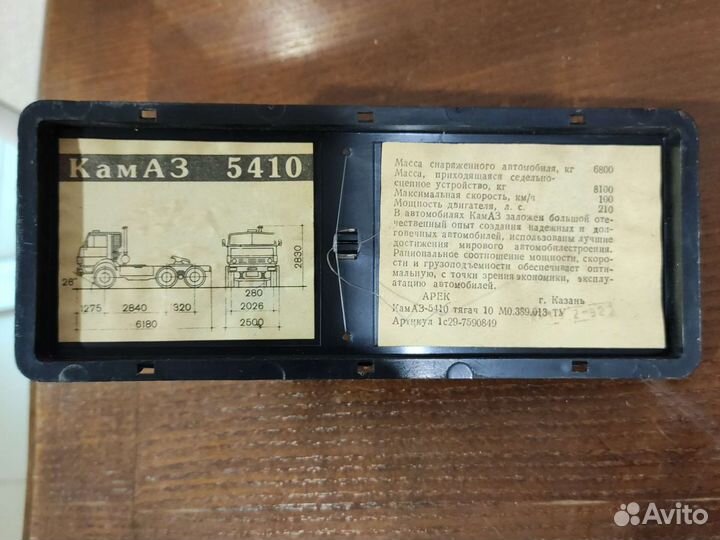 КамАЗ 5410
2830
28
280
1275 2840 320 2026
6180 2500
Масса снаряженного автомобиля, кг 6800
Масса, приходящаяся седельно-
сцепное устройство, кг 8100
Максимальная скорость, км/ч 100
Мощность двигателя, л. с. 210
В автомобилях КамАЗ заложен большой оте-
чественный опыт создания надежных и дол-
говечных автомобилей, использованы лучшие
достижения мирового автомобилестроения.
Рациональное соотношение мощности, скоро-
сти и грузоподъемности обеспечивает опти-
мальную, с точки зрения экономики, эксплу-
атацию автомобилей.
АРЕК г. Казань
КамАЗ-5410 тягач 10 М0.389.013 ТУ
Артикул 1с29-7590849
Avito